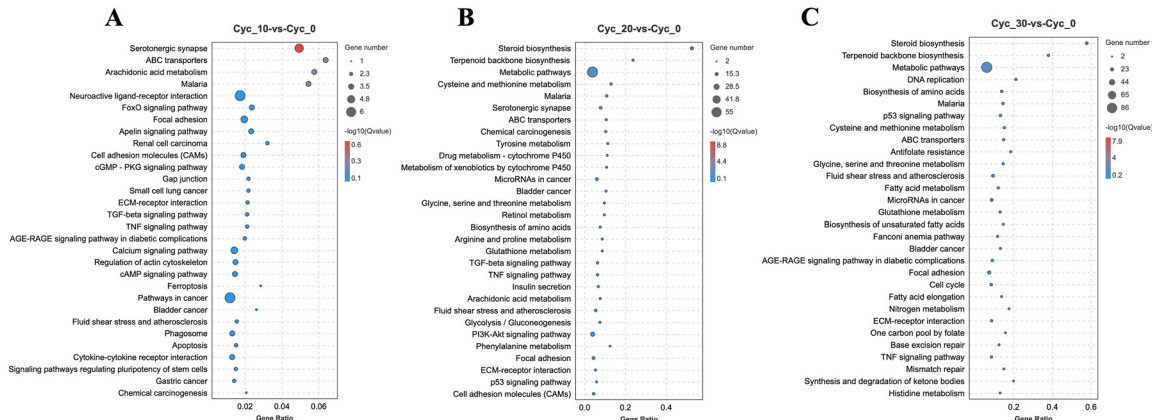 A
Cyc_10-vs-Cyc_0
Serotonergic synapse
ABC transporters
Arachidonic acid metabolism
Malaria
Neuroactive ligand-receptor interaction
FoxO signaling pathway
Focal adhesion
Apelin signaling pathway
Renal cell carcinoma
Cell adhesion molecules (CAMs)
cGMP - PKG signaling pathway
Gap junction
Small cell lung cancer
ECM-receptor interaction
TGF-beta signaling pathway
TNF signaling pathway
AGE-RAGE signaling pathway in diabetic complications
Calcium signaling pathway
Regulation of actin cytoskeleton
cAMP signaling pathway
Ferroptosis
Pathways in cancer
Bladder cancer
Fluid shear stress and atherosclerosis
Phagosome
Apoptosis
Cytokine-cytokine receptor interaction
Signaling pathways regulating pluripotency of stem cells
Gastric cancer
Chemical carcinogenesis
0.02 0.04 0.06
Gene Ratio
Gene number
1
2.3
3.5
4.8
6
-log10(Qvalue)
0.6
0.3
0.1
B
Cyc_20-vs-Cyc_0
Steroid biosynthesis
Terpenoid backbone biosynthesis
Metabolic pathways
Cysteine and methionine metabolism
Malaria
Serotonergic synapse
ABC transporters
Chemical carcinogenesis
Tyrosine metabolism
Drug metabolism - cytochrome P450
Metabolism of xenobiotics by cytochrome P450
MicroRNAs in cancer
Bladder cancer
Glycine, serine and threonine metabolism
Retinol metabolism
Biosynthesis of amino acids
Arginine and proline metabolism
Glutathione metabolism
TGF-beta signaling pathway
TNF signaling pathway
Insulin secretion
Arachidonic acid metabolism
Fluid shear stress and atherosclerosis
Glycolysis / Gluconeogenesis
PI3K-Akt signaling pathway
Phenylalanine metabolism
Focal adhesion
ECM-receptor interaction
p53 signaling pathway
Cell adhesion molecules (CAMs)
0 0.2 0.4
Gene Ratio
Gene number
2
15.3
28.5
41.8
55
-log10(Qvalue)
8.8
4.4
0.1
C
Cyc_30-vs-Cyc_0
Steroid biosynthesis
Terpenoid backbone biosynthesis
Metabolic pathways
DNA replication
Biosynthesis of amino acids
Malaria
p53 signaling pathway
Cysteine and methionine metabolism
ABC transporters
Antifolate resistance
Glycine, serine and threonine metabolism
Fluid shear stress and atherosclerosis
Fatty acid metabolism
MicroRNAs in cancer
Glutathione metabolism
Biosynthesis of unsaturated fatty acids
Fanconi anemia pathway
Bladder cancer
AGE-RAGE signaling pathway in diabetic complications
Focal adhesion
Cell cycle
Fatty acid elongation
Nitrogen metabolism
ECM-receptor interaction
One carbon pool by folate
Base excision repair
TNF signaling pathway
Mismatch repair
Synthesis and degradation of ketone bodies
Histidine metabolism
0 0.2 0.4 0.6
Gene Ratio
Gene number
2
23
44
65
86
-log10(Qvalue)
7.9
4
0.2